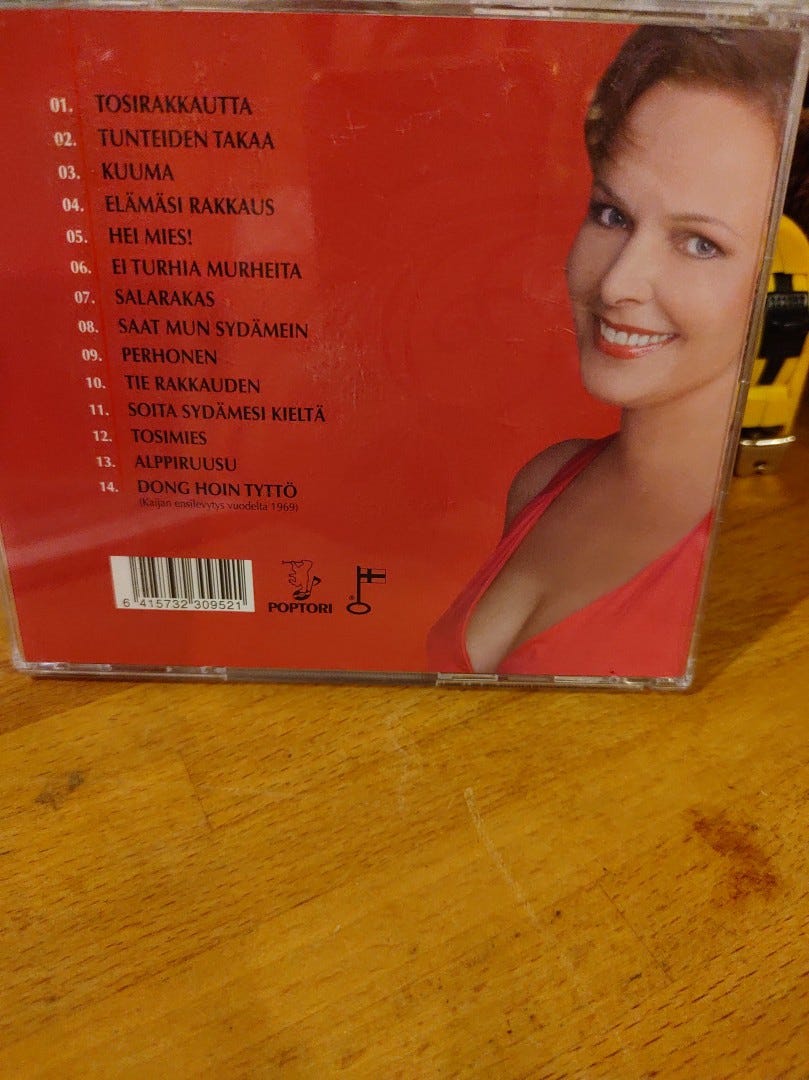 01. TOSIRAKKAUTTA
02. TUNTEIDEN TAKAA
03. KUUMA
04. ELÄMÄSI RAKKAUS
05. HEI MIES!
06. EI TURHIA MURHEITA
07. SALARAKAS
08. SAAT MUN SYDÄMEIN
09. PERHONEN
10. TIE RAKKAUDEN
11. SOITA SYDÄMESI KIELTÄ
12. TOSIMIES
13. ALPPIRUUSU
14. DONG HOIN TYTTÖ
(Kaijan ensilevytys vuodelta 1969)
6 415732 309521
POPTORI
®